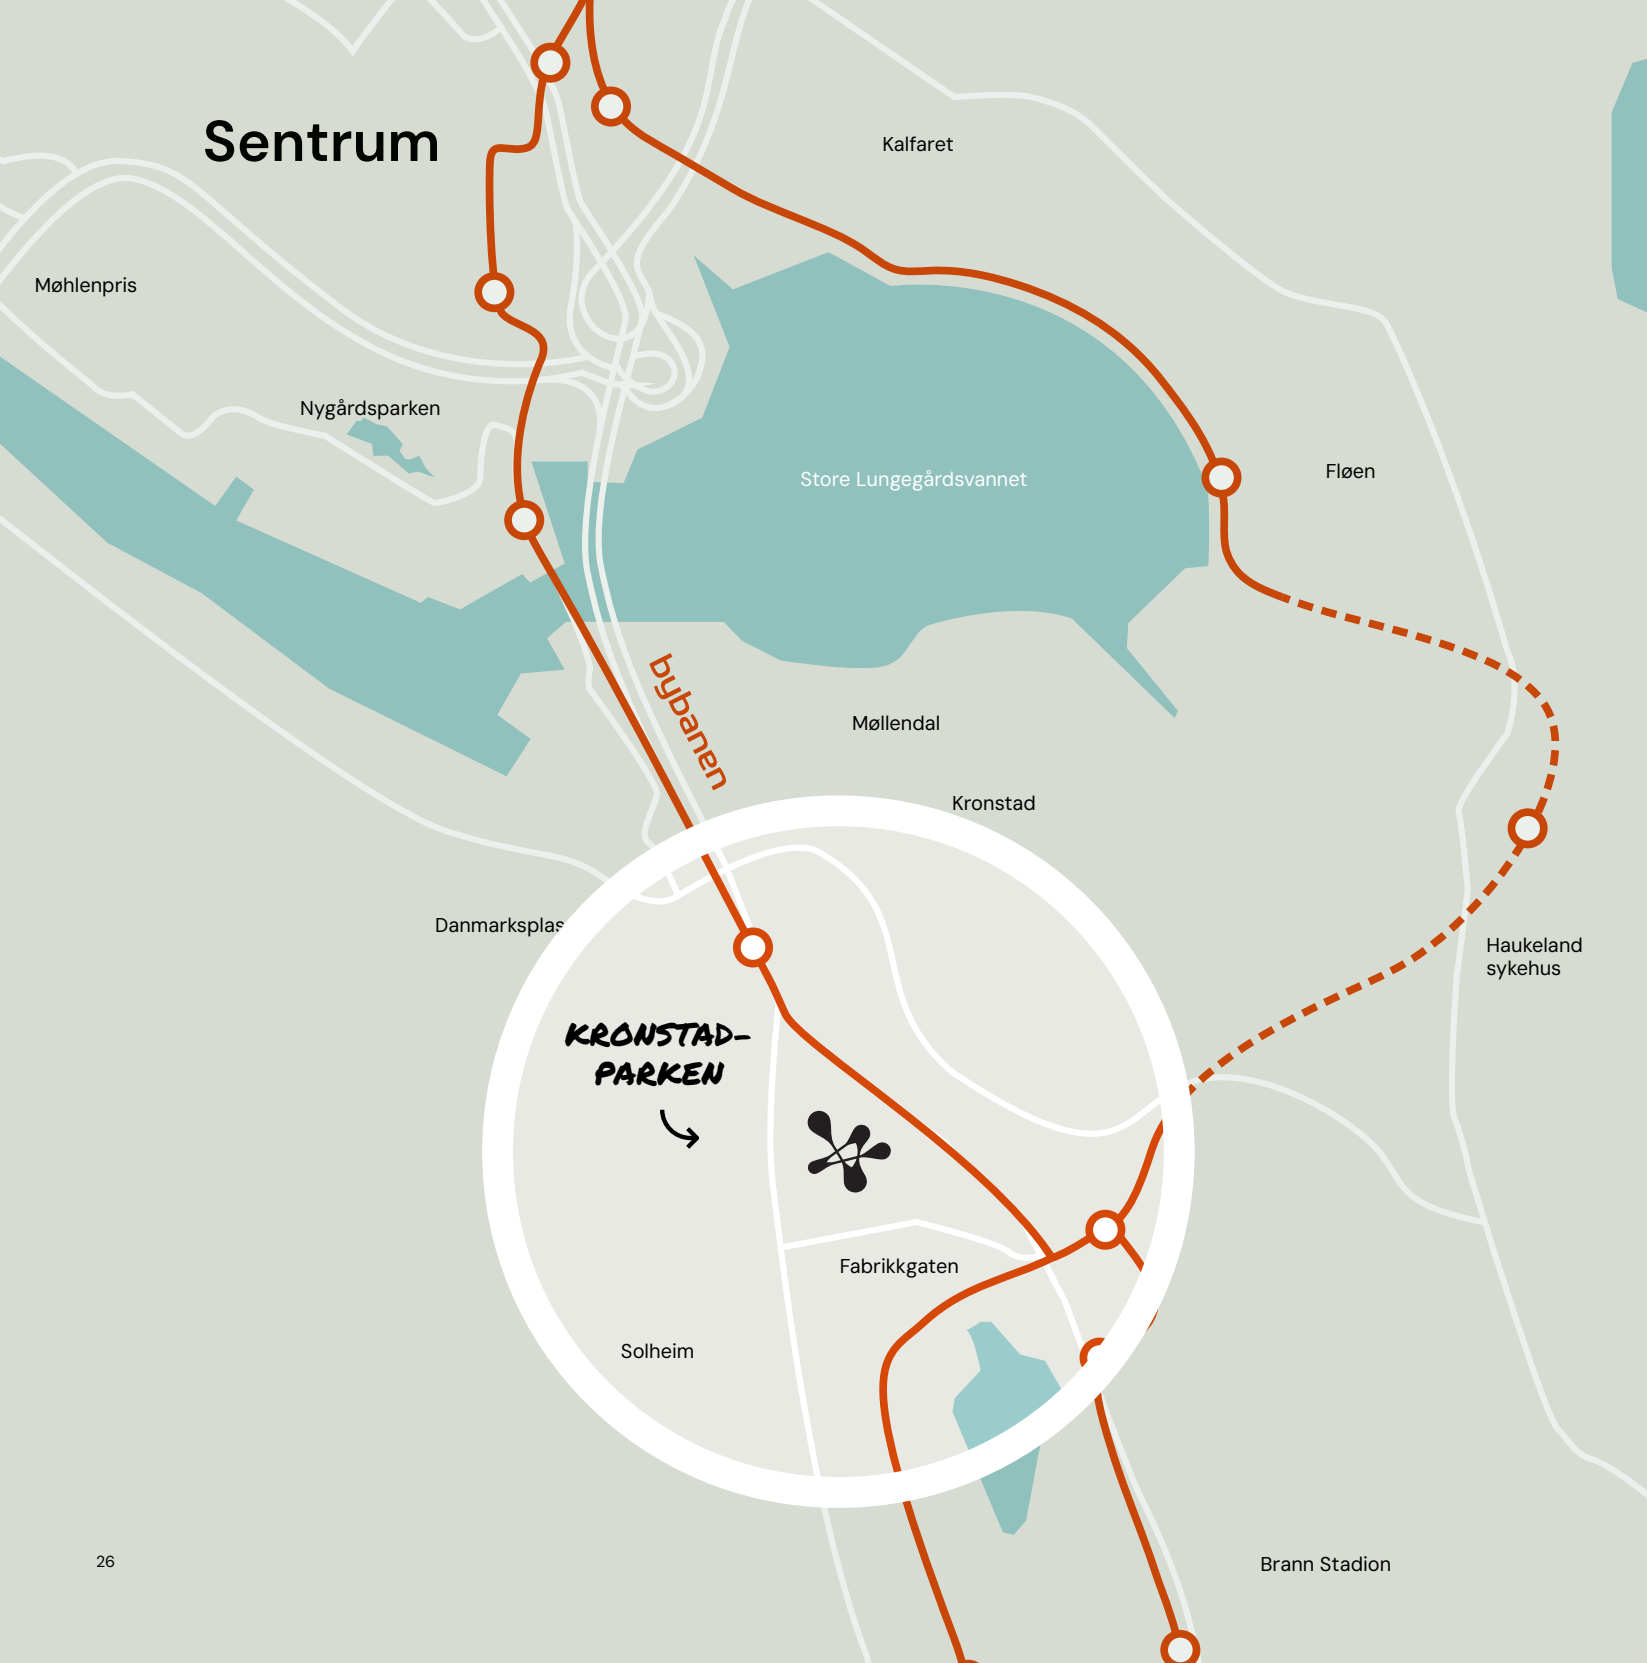 Sentrum
Kalfaret
Møhlenpris
Nygårdsparken
Store Lungegårdsvannet
Fløen
bybanen
Møllendal
Kronstad
Danmarksplas
Haukeland
sykehus
KRONSTAD-
PARKEN
Fabrikkgaten
Solheim
26
Brann Stadion